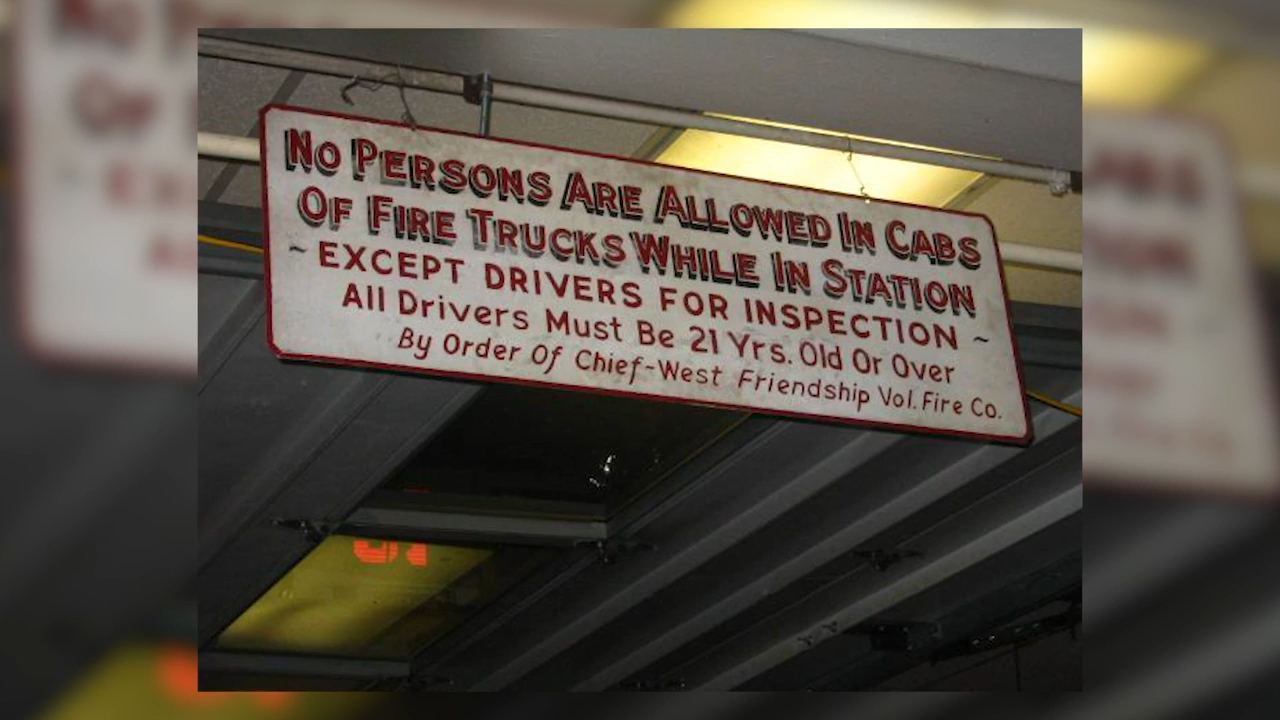 No Persons Are Allowed In Cabs
Of Fire Trucks While In Station
~ EXCEPT DRIVERS FOR INSPECTION ~
All Drivers Must Be 21 Yrs. Old Or Over
By Order Of Chief-West Friendship Vol. Fire Co.